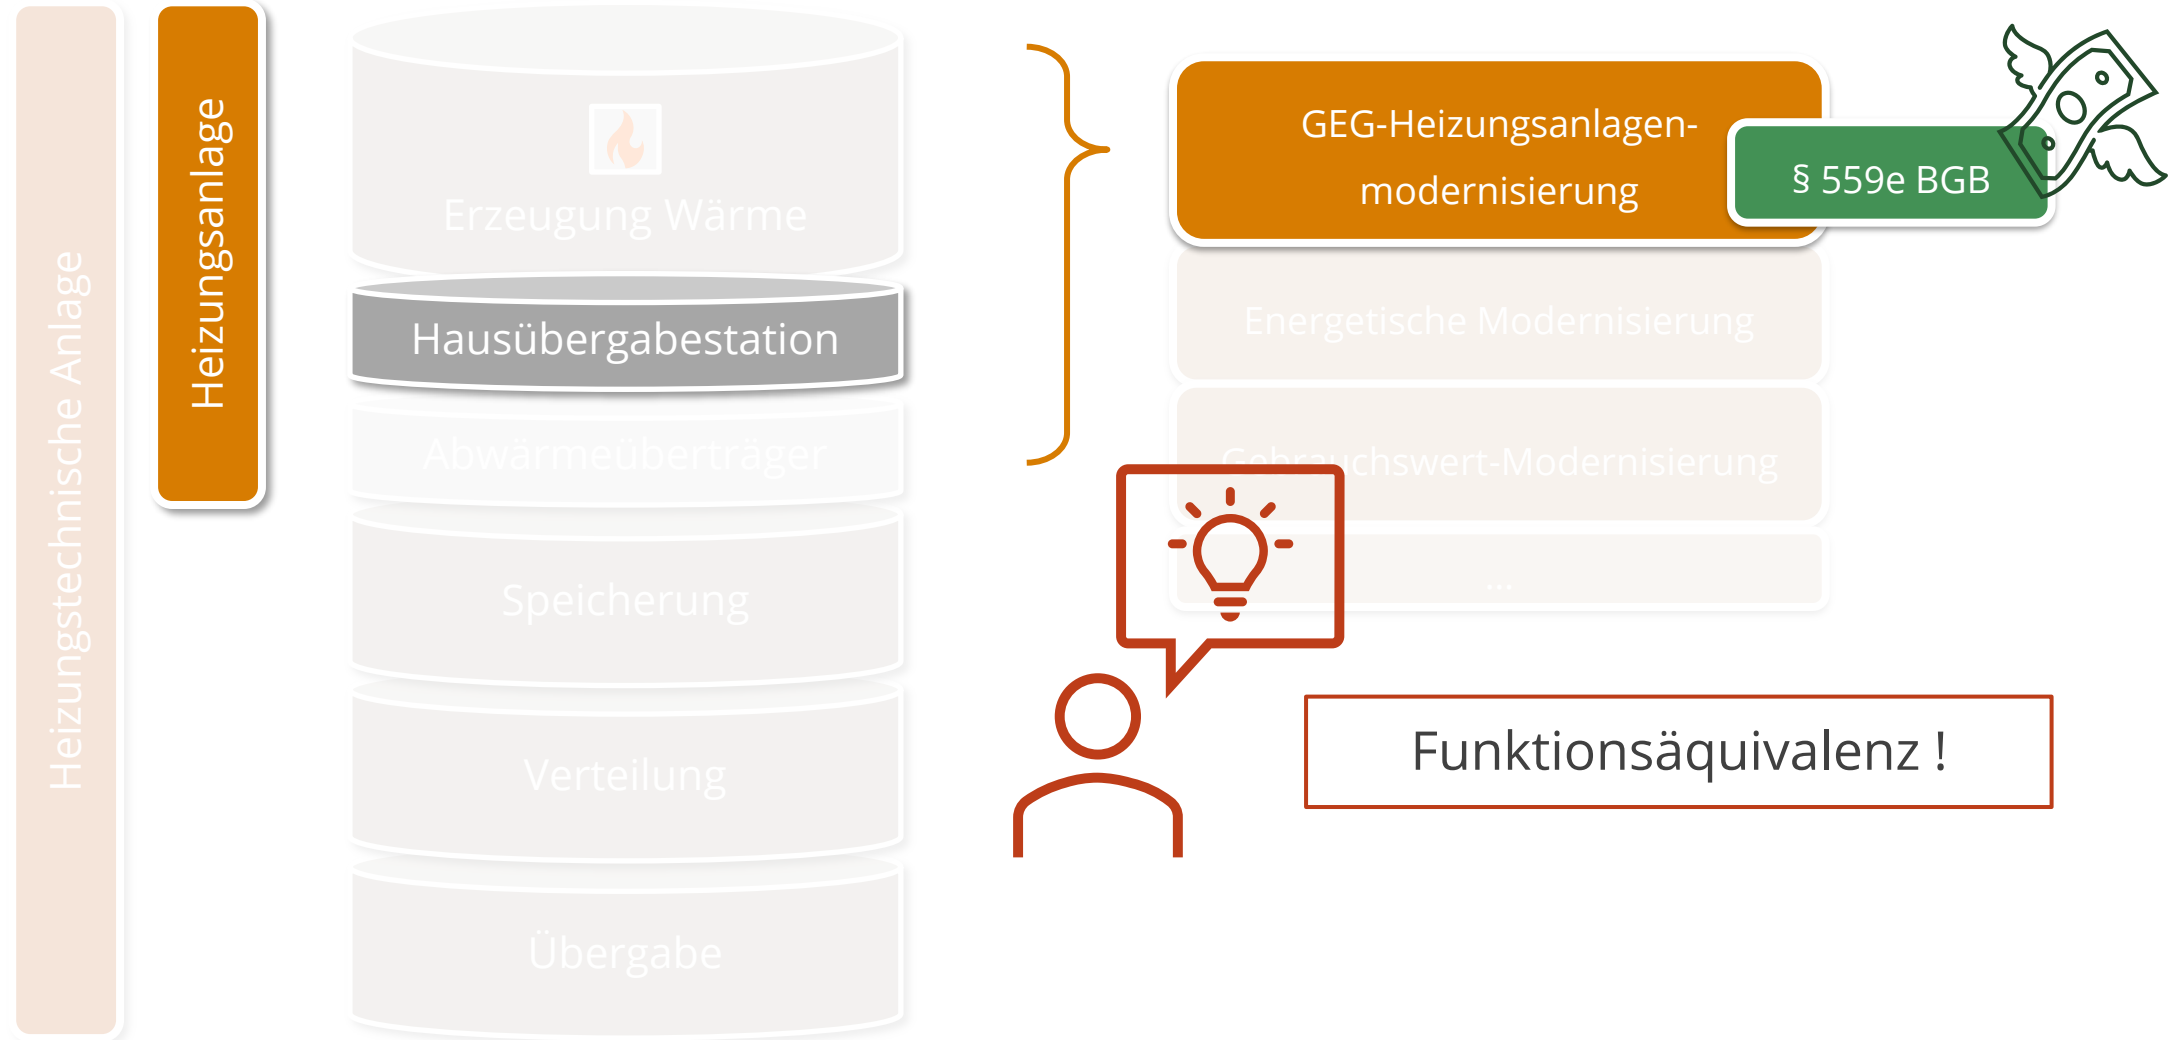 Heizungstechnische Anlage
Heizungsanlage
Erzeugung Wärme
Hausübergabestation
Abwärmeüberträger
Speicherung
Verteilung
Übergabe
GEG-Heizungsanlagen-
modernisierung
§ 559e BGB
Energetische Modernisierung
Gebrauchswert-Modernisierung
...
Funktionsäquivalenz !